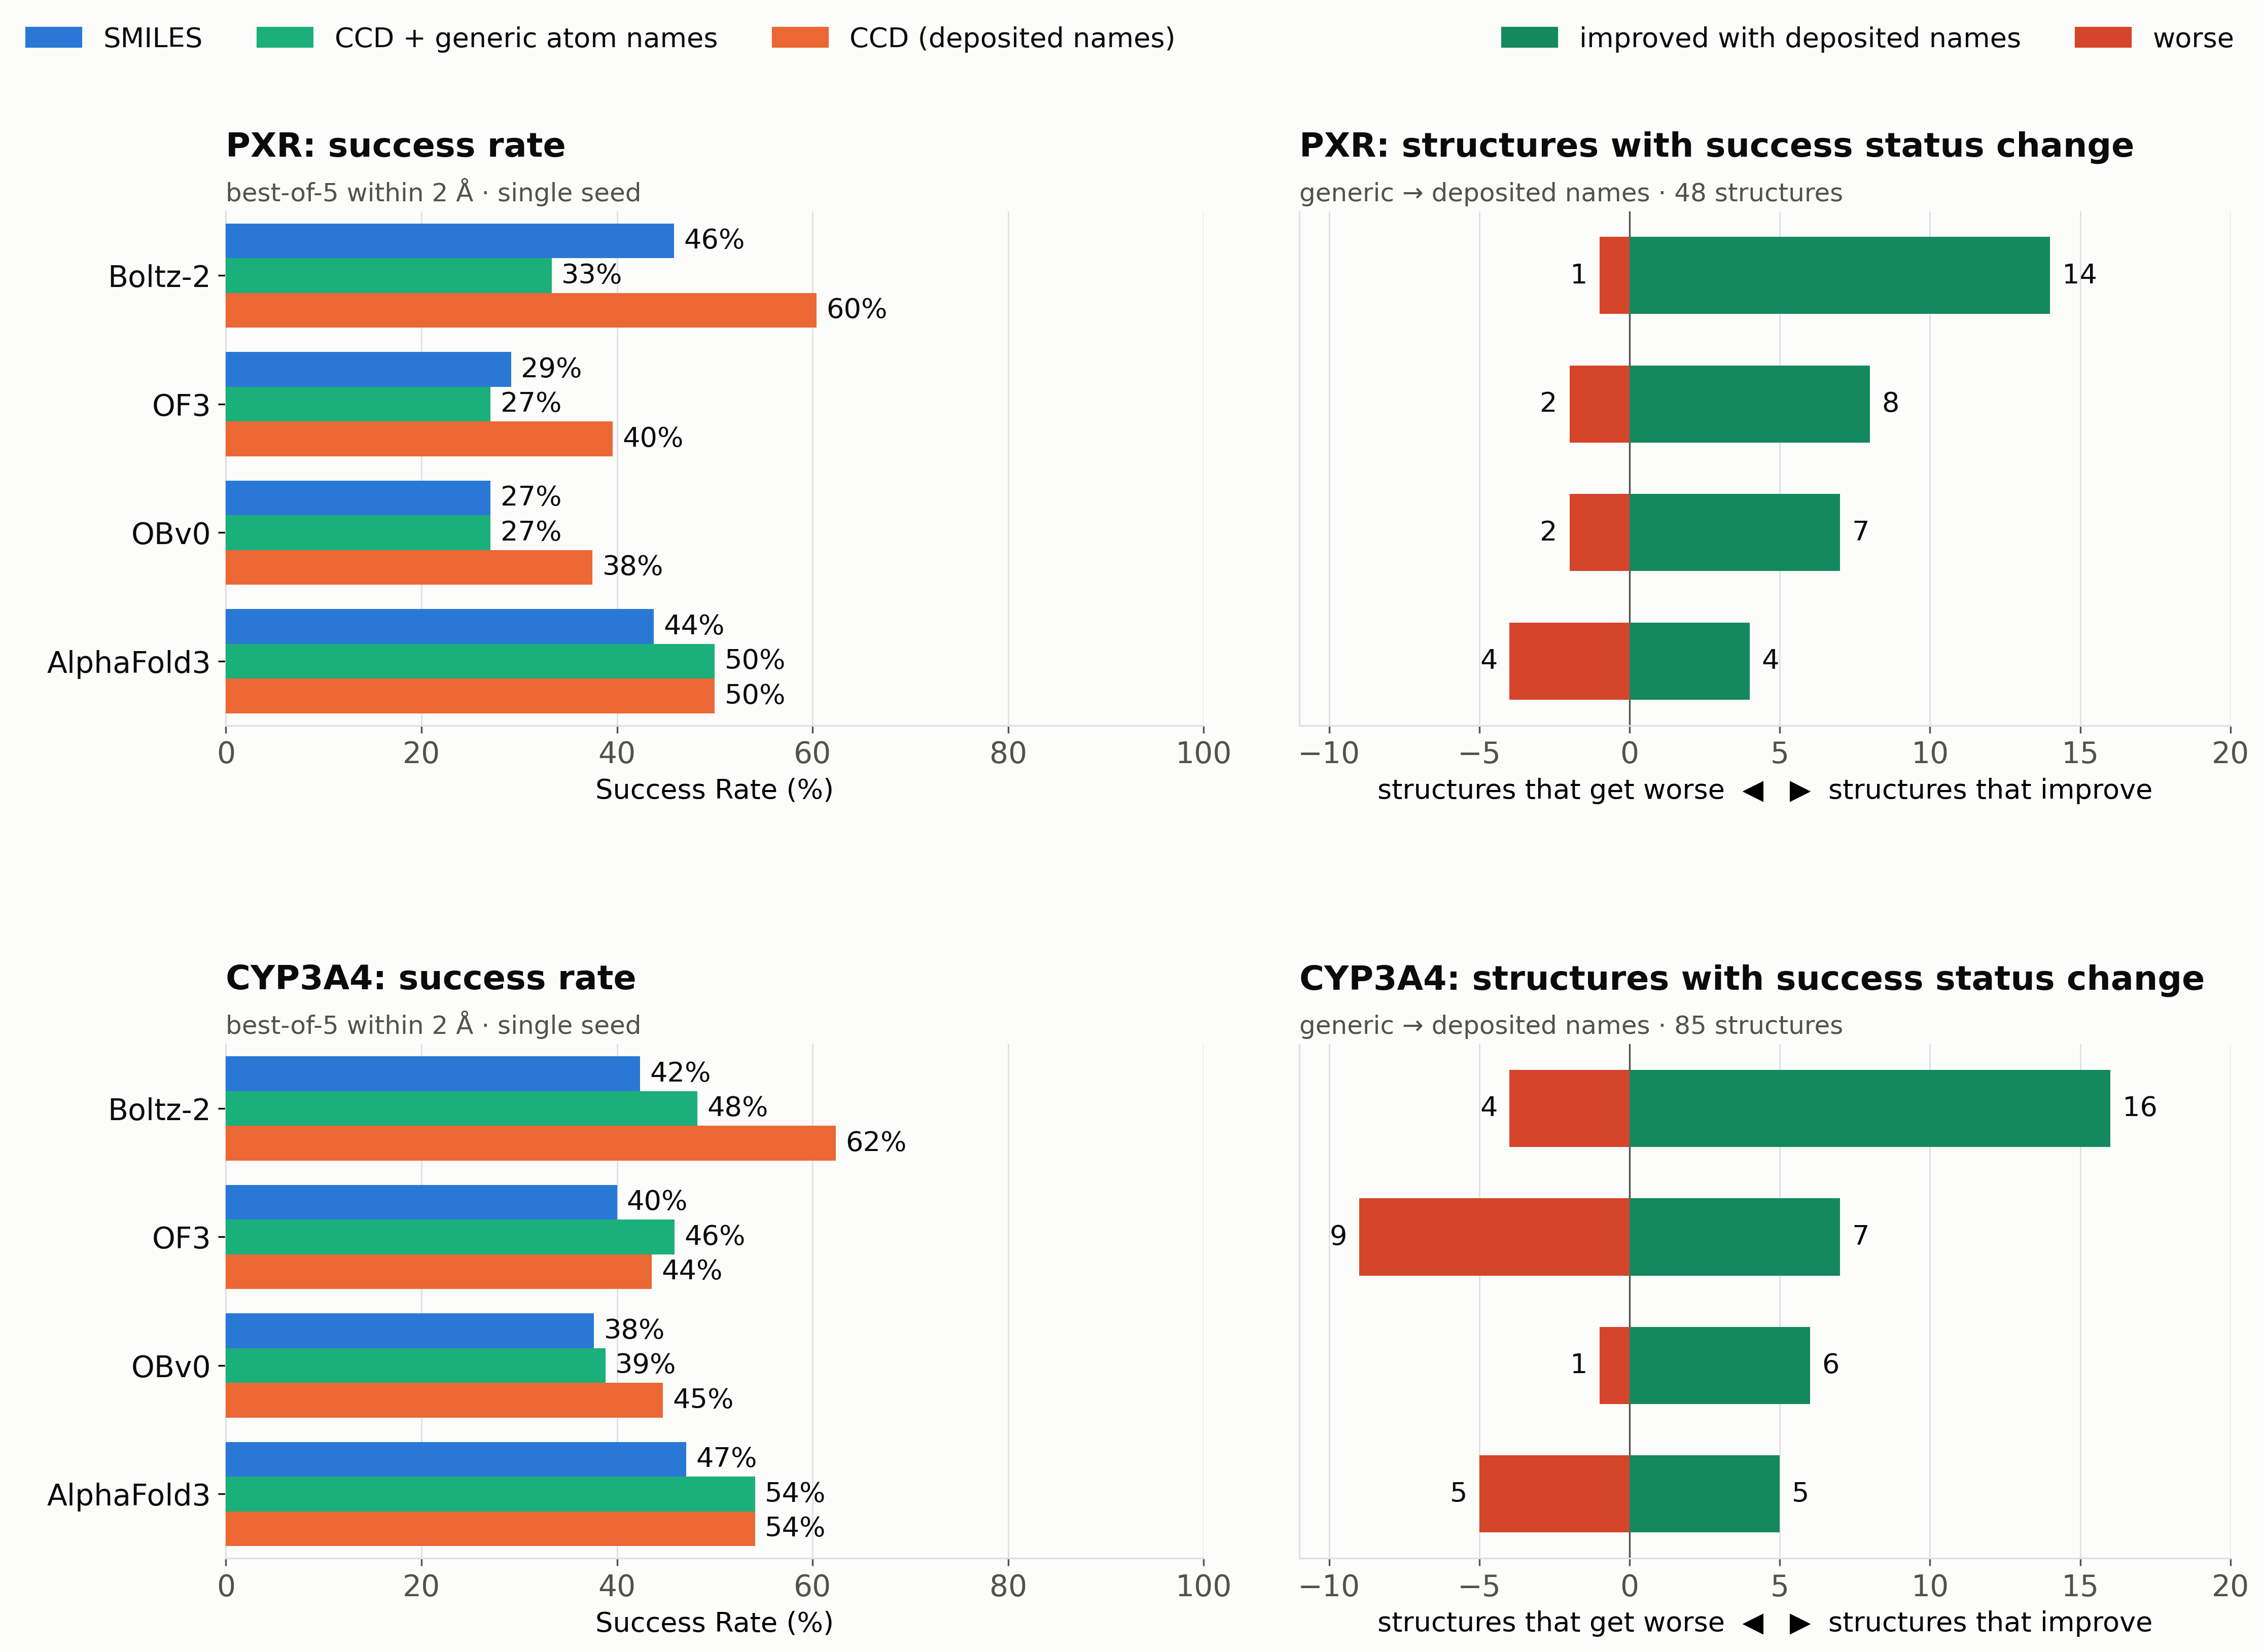 SMILES  CCD + generic atom names  CCD (deposited names)  improved with deposited names  worse
PXR: success rate
best-of-5 within 2 Å · single seed
Boltz-2
46%
33%
60%
OF3
29%
27%
40%
OBv0
27%
27%
38%
AlphaFold3
44%
50%
50%
0 20 40 60 80 100
Success Rate (%)
PXR: structures with success status change
generic → deposited names · 48 structures
1 14
2 8
2 7
4 4
−10 −5 0 5 10 15 20
structures that get worse ◀ ▶ structures that improve
CYP3A4: success rate
best-of-5 within 2 Å · single seed
Boltz-2
42%
48%
62%
OF3
40%
46%
44%
OBv0
38%
39%
45%
AlphaFold3
47%
54%
54%
0 20 40 60 80 100
Success Rate (%)
CYP3A4: structures with success status change
generic → deposited names · 85 structures
4 16
9 7
1 6
5 5
−10 −5 0 5 10 15 20
structures that get worse ◀ ▶ structures that improve